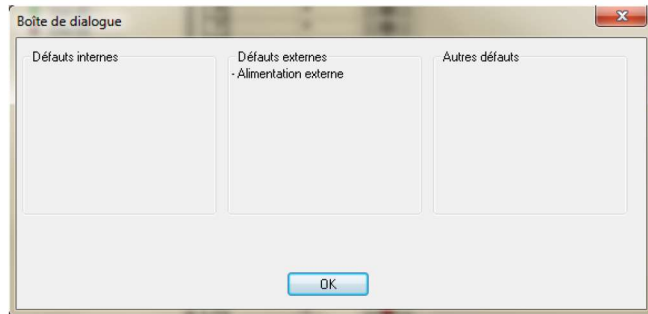 Boîte de dialogue
Défauts internes
Défauts externes
- Alimentation externe
Autres défauts
OK